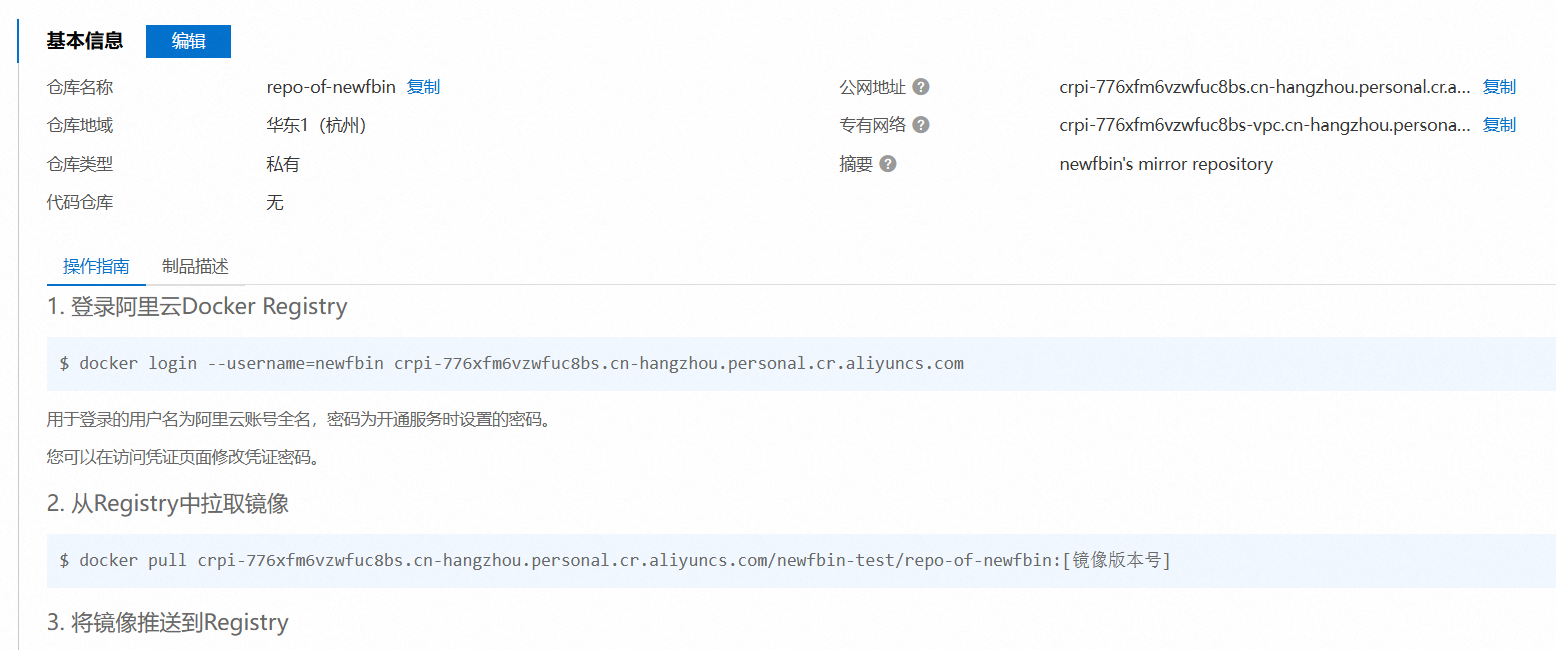 基本信息 编辑
仓库名称 repo-of-newfbin 复制 公网地址 ? crpi-776xfm6vzwfuc8bs.cn-hangzhou.personal.cr.a... 复制
仓库地域 华东1（杭州） 专有网络 ? crpi-776xfm6vzwfuc8bs-vpc.cn-hangzhou.persona... 复制
仓库类型 私有 摘要 ? newfbin's mirror repository
代码仓库 无
操作指南 制品描述
1. 登录阿里云Docker Registry
$ docker login --username=newfbin crpi-776xfm6vzwfuc8bs.cn-hangzhou.personal.cr.aliyuncs.com
用于登录的用户名为阿里云账号全名，密码为开通服务时设置的密码。
您可以在访问凭证页面修改凭证密码。
2. 从Registry中拉取镜像
$ docker pull crpi-776xfm6vzwfuc8bs.cn-hangzhou.personal.cr.aliyuncs.com/newfbin-test/repo-of-newfbin:[镜像版本号]
3. 将镜像推送到Registry